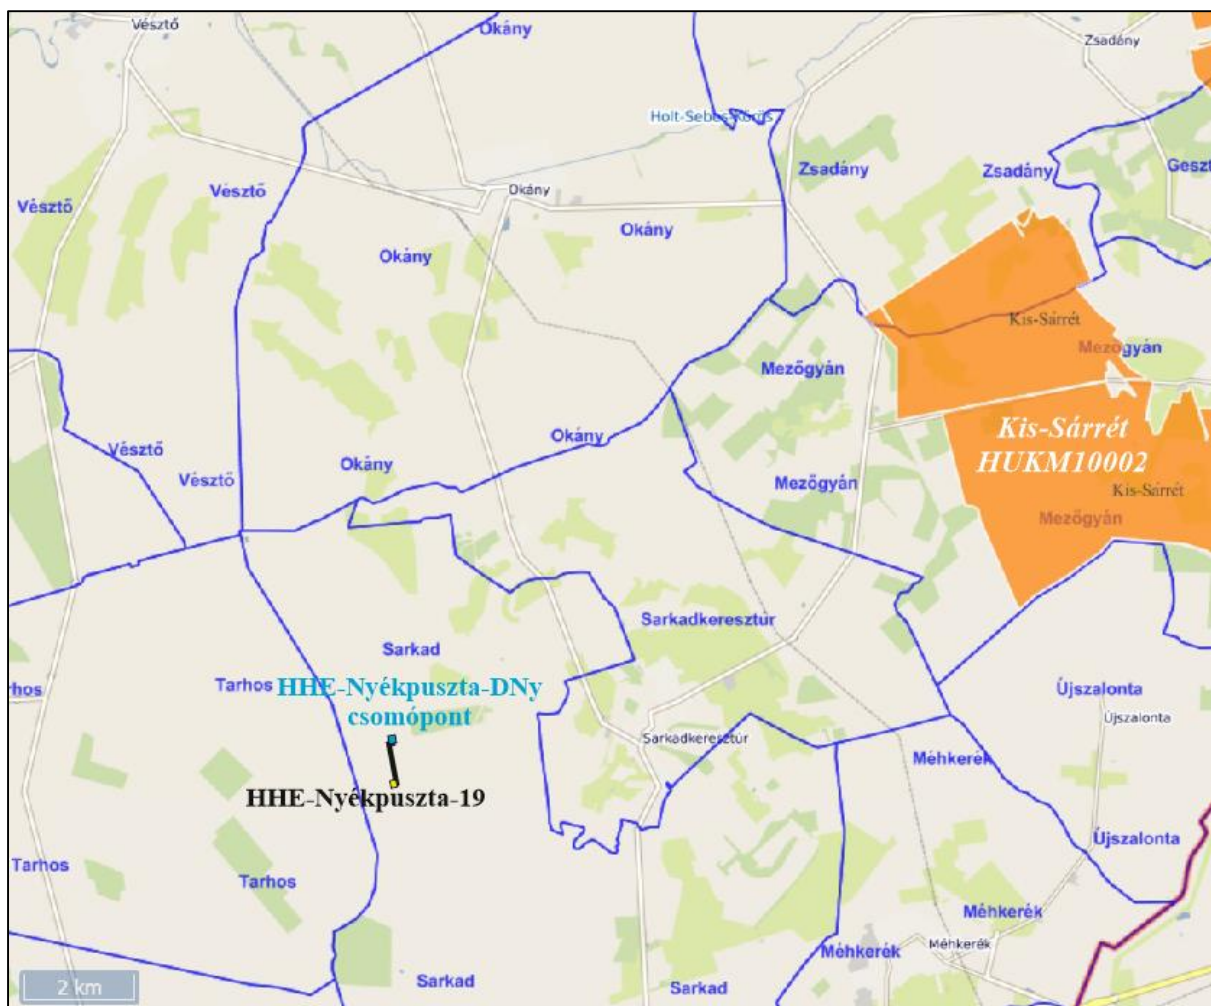 Vésztő
Okány
Zsadány
Holt-Sebes-Körös
Zsadány
Zsadány
Geszt
Vésztő
Vésztő
Okány
Okány
Okány
Kis-Sárrét
Mezőgyán
Mezőgyán
Kis-Sárrét
HUKM10002
Okány
Vésztő
Okány
Vésztő
Mezőgyán
Kis-Sárrét
Mezőgyán
Sarkadkeresztúr
Sarkad
rhos
Tarhos
HHE-Nyékpuszta-DNy
csomópont
Újszalonta
Újszalonta
Sarkadkeresztúr
Méhkerék
HHE-Nyékpuszta-19
Újszalonta
Tarhos
Tarhos
Méhkerék
Méhkerék
Méhkerék
Sarkad
Sarkad
2 km